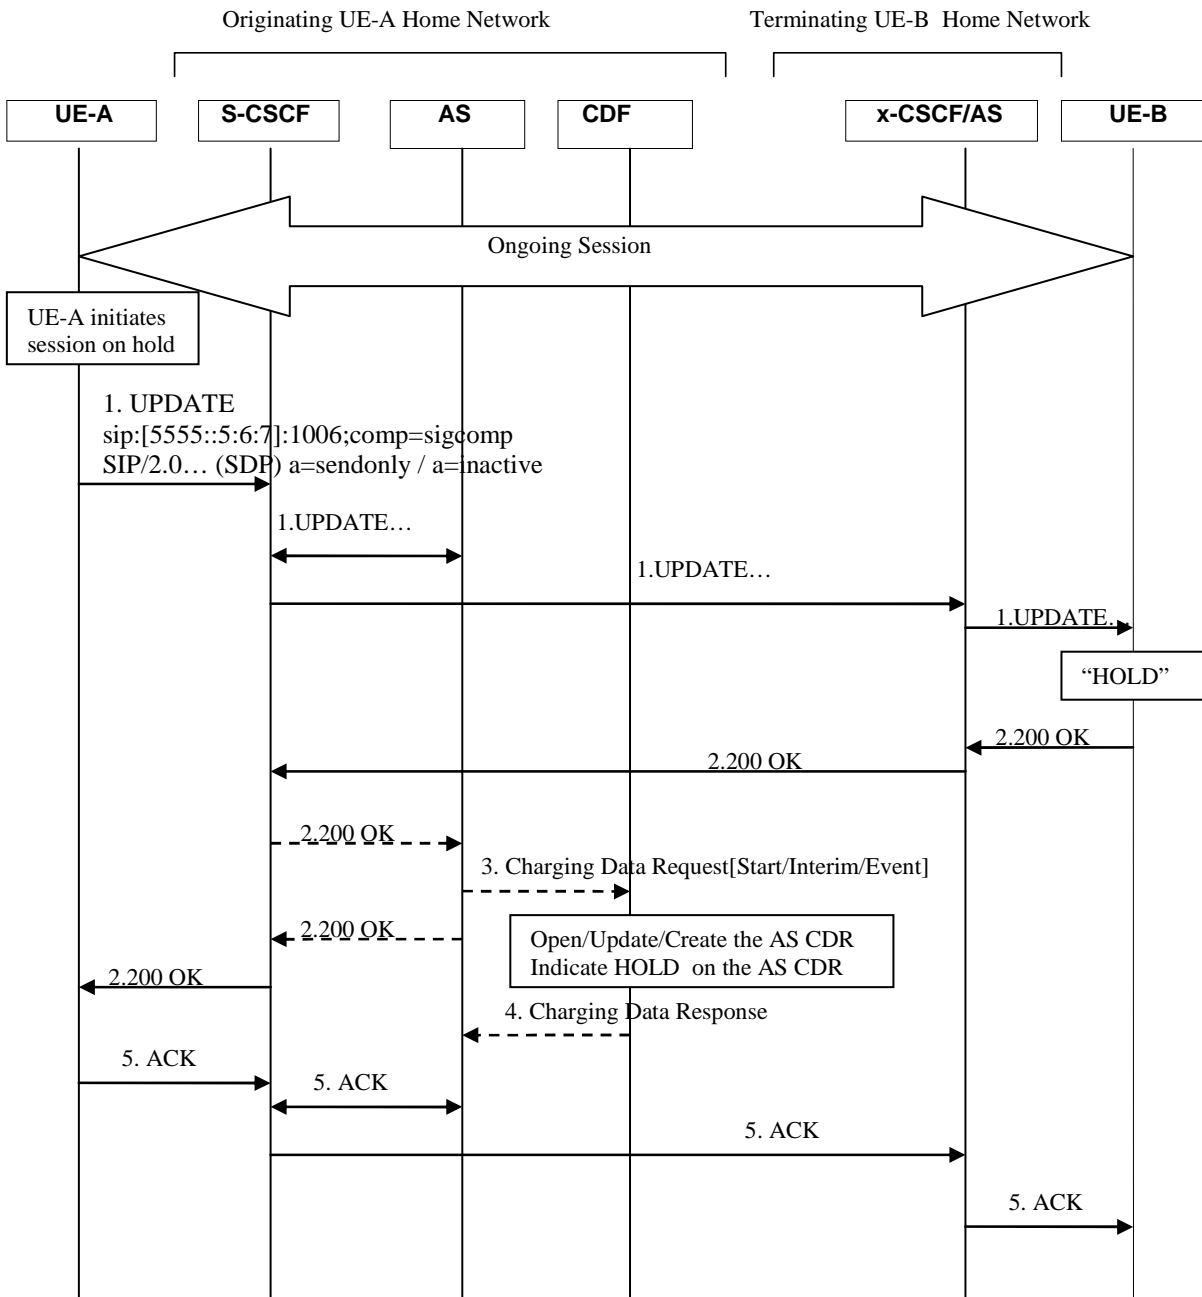 Originating UE-A Home Network
Terminating UE-B Home Network
UE-A
S-CSCF
AS
CDF
x-CSCF/AS
UE-B
Ongoing Session
UE-A initiates
session on hold
1. UPDATE
sip:[5555::5:6:7]:1006;comp=sigcomp
SIP/2.0… (SDP) a=sendonly / a=inactive
1.UPDATE…
1.UPDATE…
1.UPDATE…
“HOLD”
2.200 OK
2.200 OK
2.200 OK
3. Charging Data Request[Start/Interim/Event]
2.200 OK
Open/Update/Create the AS CDR
Indicate HOLD on the AS CDR
2.200 OK
4. Charging Data Response
5. ACK
5. ACK
5. ACK
5. ACK